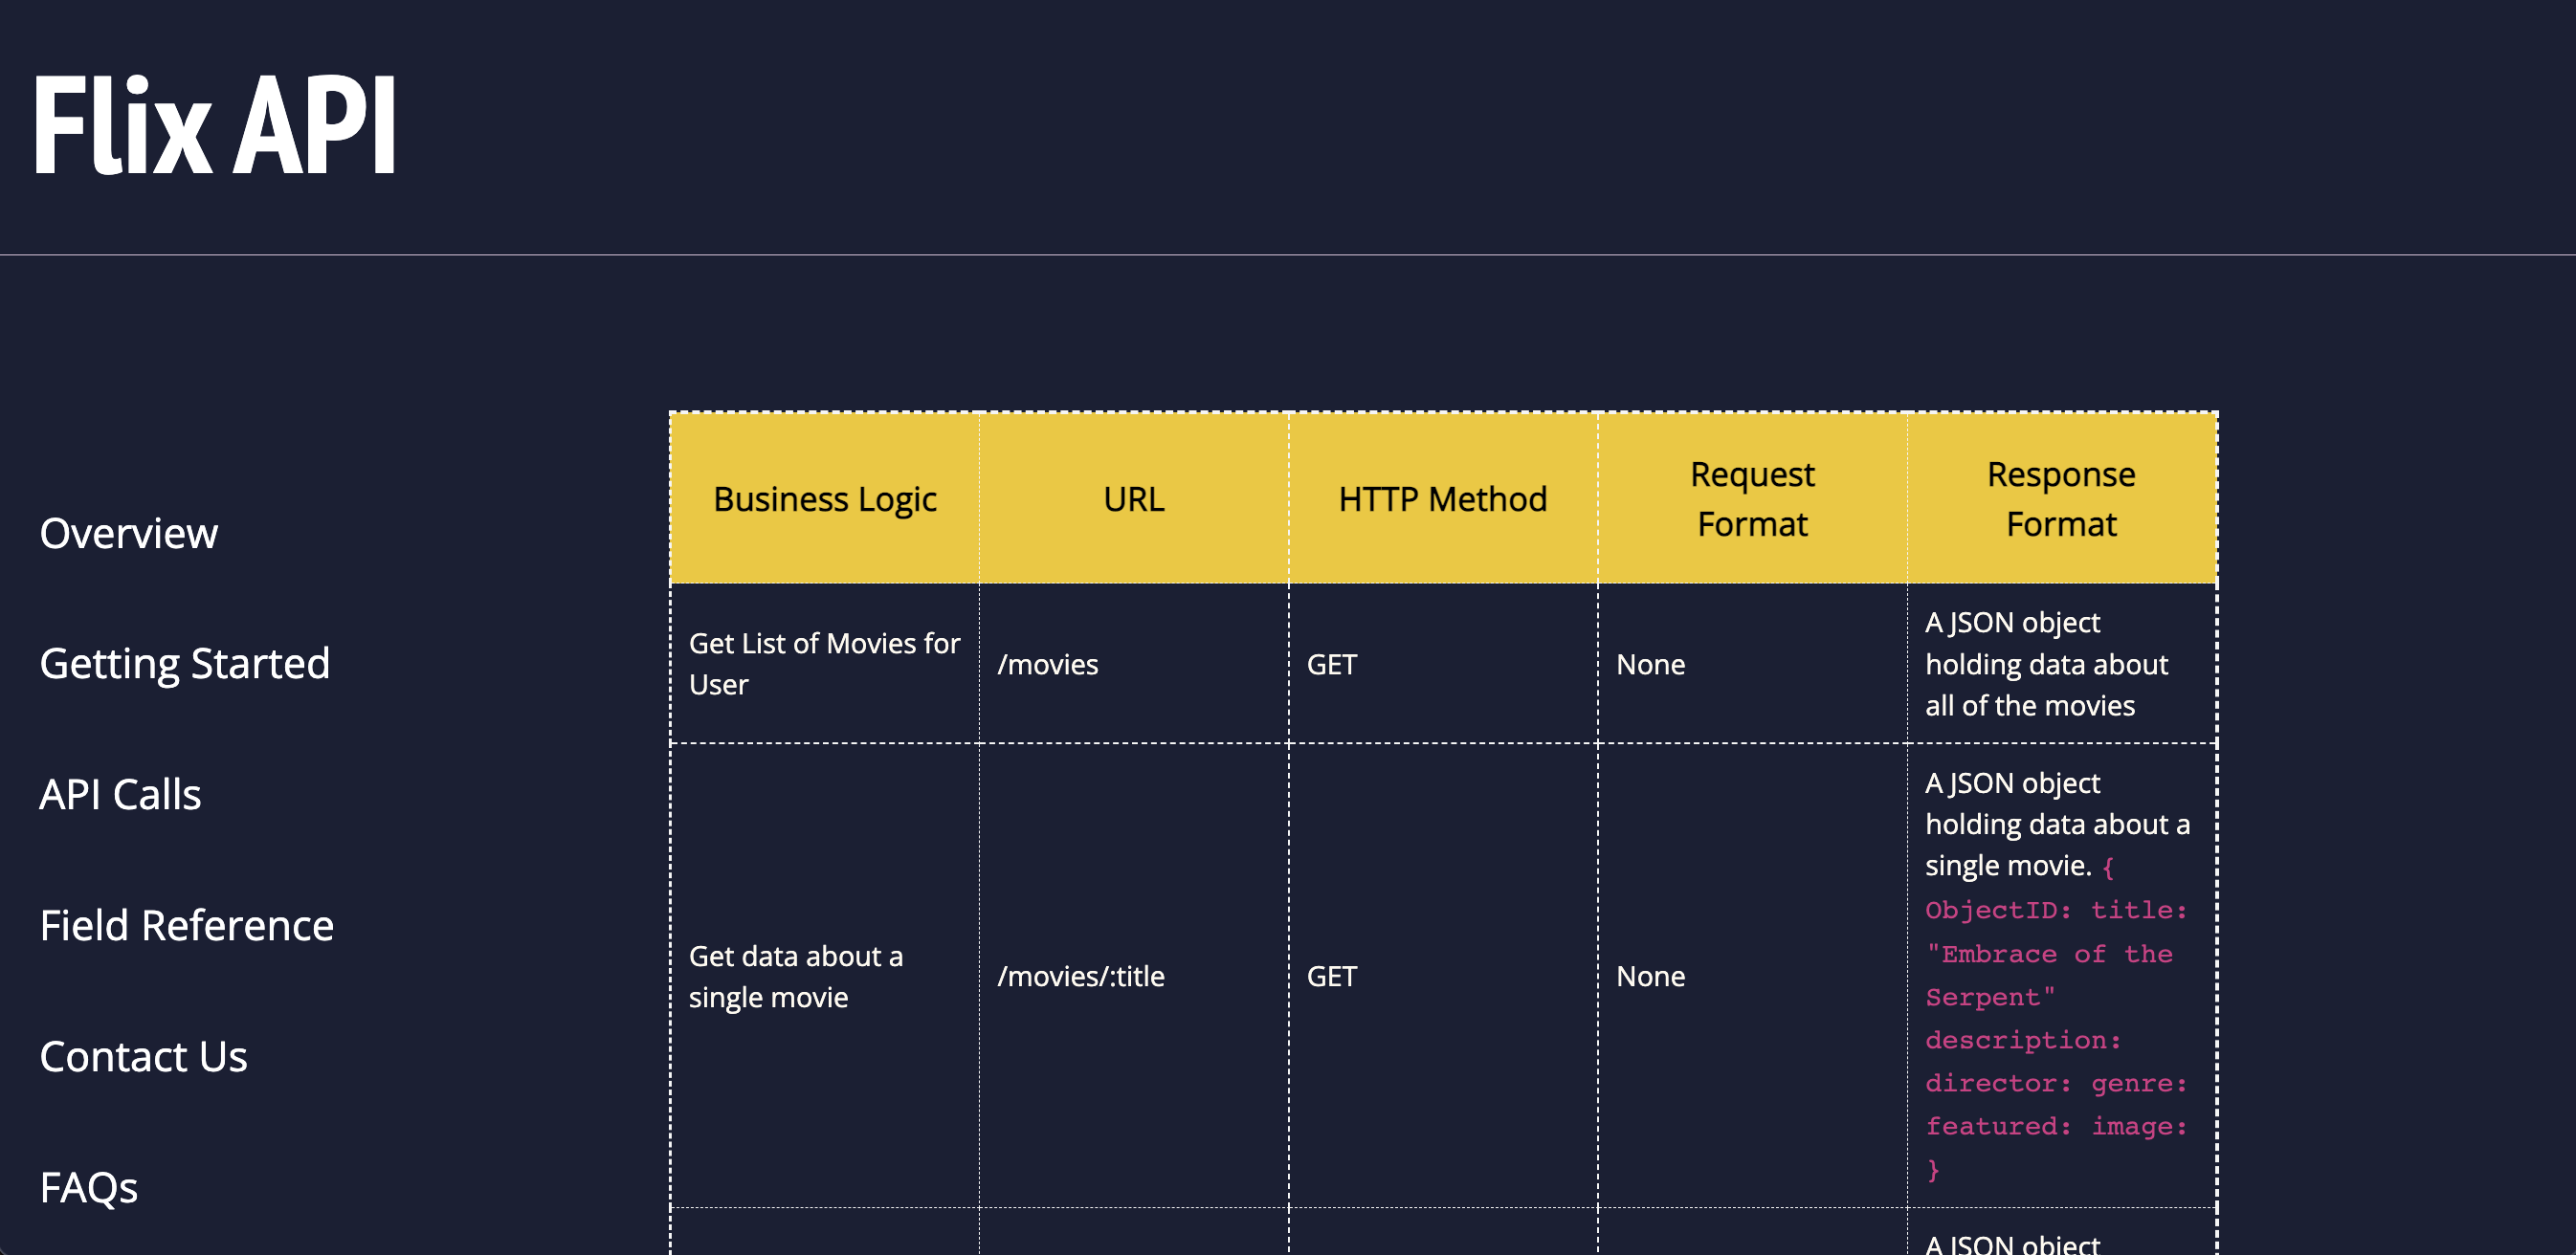 Flix API
Overview
Getting Started
API Calls
Field Reference
Contact Us
FAQs
Business Logic
URL
HTTP Method
Request
Format
Response
Format
Get List of Movies for
User
/movies
GET
None
A JSON object
holding data about
all of the movies
Get data about a
single movie
/movies/:title
GET
None
A JSON object
holding data about a
single movie. {
ObjectID: title:
"Embrace of the
Serpent"
description:
director: genre:
featured: image:
}
A JSON object